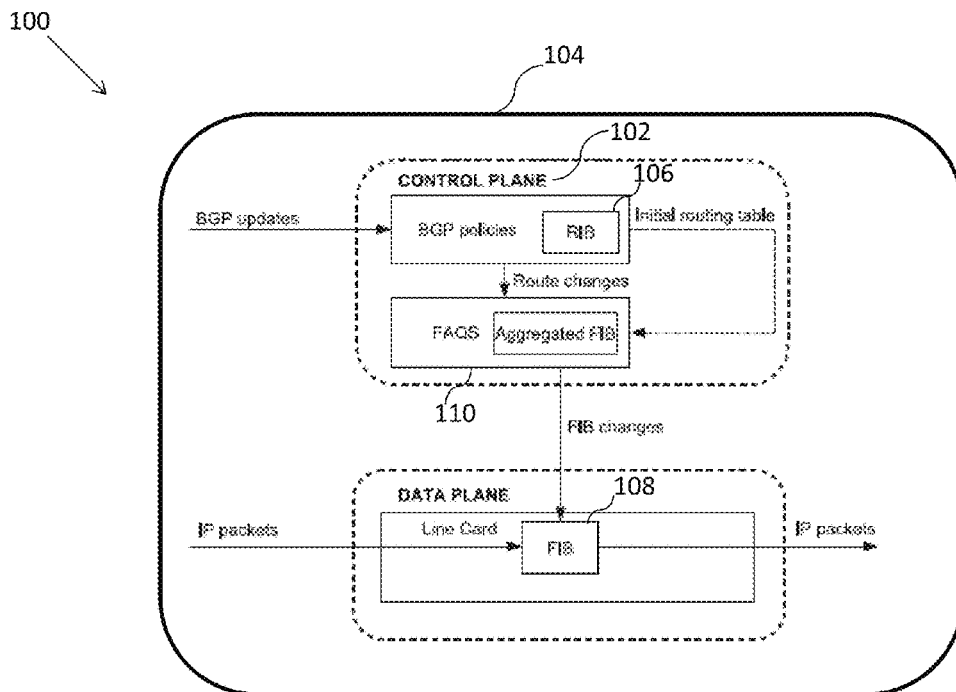 100
104
102
CONTROL PLANE
106
BGP updates
BGP policies
RIB
Initial routing table
Route changes
FAQS
Aggregated FIB
110
FIB changes
DATA PLANE
108
IP packets
Line Card
FIB
IP packets